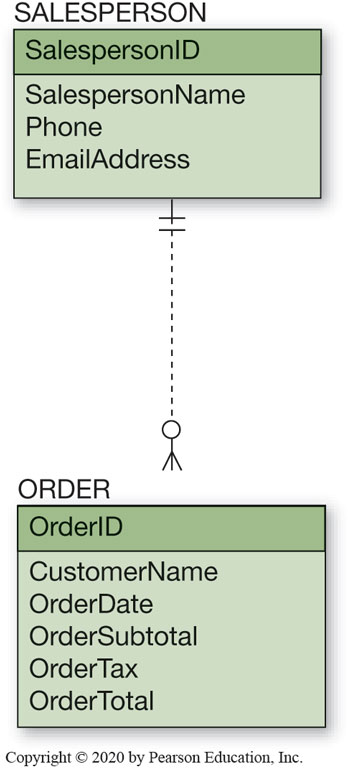 SALESPERSON
SalespersonID
SalespersonName
Phone
EmailAddress
ORDER
OrderID
CustomerName
OrderDate
OrderSubtotal
OrderTax
OrderTotal
Copyright © 2020 by Pearson Education, Inc.